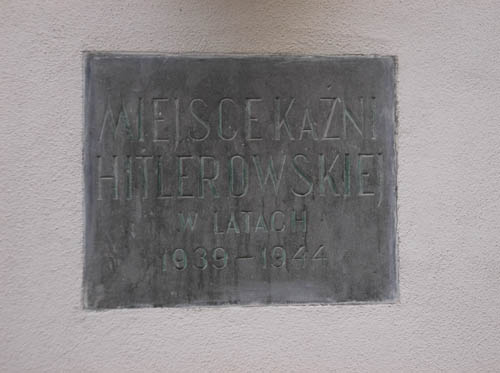 MIEJSCE KAŹNI
HITLEROWSKIEJ
W LATACH
1939-1944